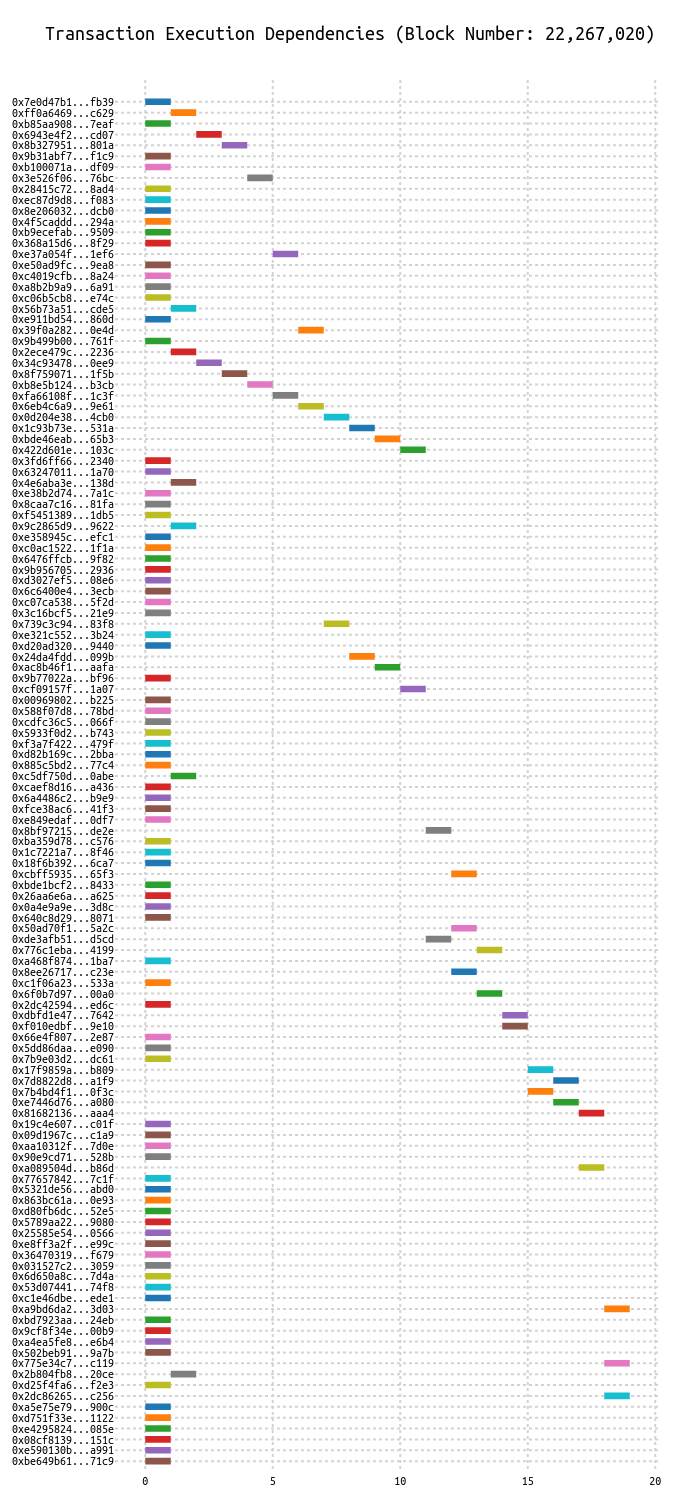 Transaction Execution Dependencies (Block Number: 22,267,020)
0x7e0d47b1...fb39
0xff0a6469...c629
0xb85aa908...7eaf
0x6943e4f2...cd07
0x8b327951...801a
0x9b31abf7...f1c9
0xb100071a...df09
0x3e526f06...76bc
0x28415c72...8ad4
0xec87d9d8...f083
0x8e206032...dcb0
0x4f5caddd...294a
0xb9ecefab...9509
0x368a15d6...8f29
0xe37a054f...1ef6
0xe50ad9fc...9ea8
0xc4019cfb...8a24
0xa8b2b9a9...6a91
0xc06b5cb8...e74c
0x56b73a51...cde5
0xe911bd54...860d
0x39f0a282...0e4d
0x9b499b00...761f
0x2ece479c...2236
0x34c93478...0ee9
0x8f759071...1f5b
0xb8e5b124...b3cb
0xfa66108f...1c3f
0x6eb4c6a9...9e61
0x0d204e38...4cb0
0x1c93b73e...531a
0xbde46eab...65b3
0x422d601e...103c
0x3fd6ff66...2340
0x63247011...1a70
0x4e6aba3e...138d
0xe38b2d74...7a1c
0x8caa7c16...81fa
0xf5451389...1db5
0x9c2865d9...9622
0xe358945c...efc1
0xc0ac1522...1f1a
0x6476ffcb...9f82
0x9b956705...2936
0xd3027ef5...08e6
0x6c6400e4...3ecb
0xc07ca538...5f2d
0x3c16bcf5...21e9
0x739c3c94...83f8
0xe321c552...3b24
0xd20ad320...9440
0x24da4fdd...099b
0xac8b46f1...aafa
0x9b77022a...bf96
0xcf09157f...1a07
0x00969802...b225
0x588f07d8...78bd
0xcdfc36c5...066f
0x5933f0d2...b743
0xf3a7f422...479f
0xd82b169c...2bba
0x885c5bd2...77c4
0xc5df750d...0abe
0xcaef8d16...a436
0x6a4486c2...b9e9
0xfce38ac6...41f3
0xe849edaf...0df7
0x8bf97215...de2e
0xba359d78...c576
0x1c7221a7...8f46
0x18f6b392...6ca7
0xcbff5935...65f3
0xbde1bcf2...8433
0x26aa6e6a...a625
0x0a4e9a9e...3d8c
0x640c8d29...8071
0x50ad70f1...5a2c
0xde3afb51...d5cd
0x776c1eba...4199
0xa468f874...1ba7
0x8ee26717...c23e
0xc1f06a23...533a
0x6f0b7d97...00a0
0x2dc42594...ed6c
0xdbfd1e47...7642
0xf010edbf...9e10
0x66e4f807...2e87
0x5dd86daa...e090
0x7b9e03d2...dc61
0x17f9859a...b809
0x7d8822d8...a1f9
0x7b4bd4f1...0f3c
0xe7446d76...a080
0x81682136...aaa4
0x19c4e607...c01f
0x09d1967c...c1a9
0xaa10312f...7d0e
0x90e9cd71...528b
0xa089504d...b86d
0x77657842...7c1f
0x5321de56...abd0
0x863bc61a...0e93
0xd80fb6dc...52e5
0x5789aa22...9080
0x25585e54...0566
0xe8ff3a2f...e99c
0x36470319...f679
0x031527c2...3059
0x6d650a8c...7d4a
0x53d07441...74f8
0xc1e46dbe...ede1
0xa9bd6da2...3d03
0xbd7923aa...24eb
0x9cf8f34e...00b9
0xa4ea5fe8...e6b4
0x502beb91...9a7b
0x775e34c7...c119
0x2b804fb8...20ce
0xd25f4fa6...f2e3
0x2dc86265...c256
0xa5e75e79...900c
0xd751f33e...1122
0xe4295824...085e
0x08cf8139...151c
0xe590130b...a991
0xbe649b61...71c9
0 5 10 15 20